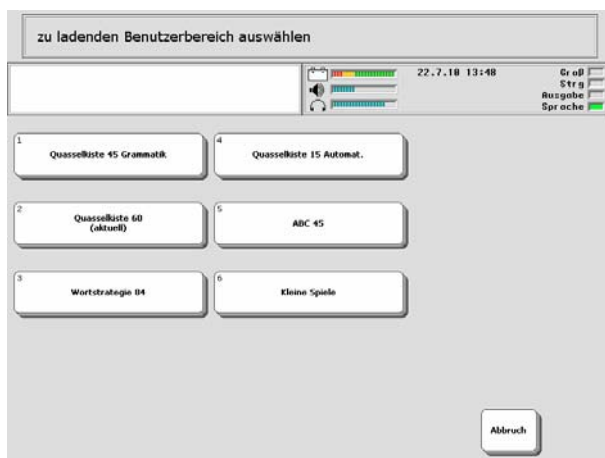 zu ladenden Benutzerbereich auswählen
22.7.10 13:48
Groß
Strg
Ausgabe
Sprache
1
Quasselkiste 45 Grammatik
4
Quasselkiste 15 Automat.
2
Quasselkiste 60
(aktuell)
5
ABC 45
3
Wortstrategie 84
6
Kleine Spiele
Abbruch